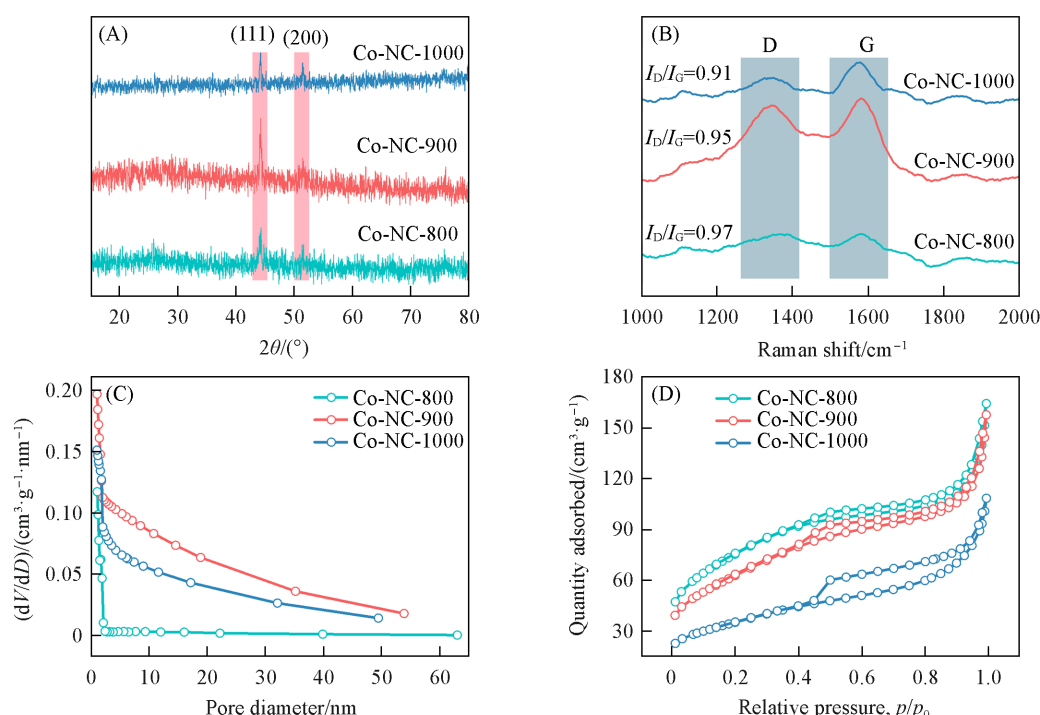 (A)
(111)
(200)
Co-NC-1000
Co-NC-900
Co-NC-800
20 30 40 50 60 70 80
2θ/(°)
(B)
D
G
I_D/I_G=0.91
Co-NC-1000
I_D/I_G=0.95
Co-NC-900
I_D/I_G=0.97
Co-NC-800
1000 1200 1400 1600 1800 2000
Raman shift/cm⁻¹
(C)
Co-NC-800
Co-NC-900
Co-NC-1000
0.20
0.15
0.10
0.05
0
(dV/dD)/(cm³·g⁻¹·nm⁻¹)
0 10 20 30 40 50 60
Pore diameter/nm
(D)
Co-NC-800
Co-NC-900
Co-NC-1000
180
150
120
90
60
30
Quantity adsorbed/(cm³·g⁻¹)
0 0.2 0.4 0.6 0.8 1.0
Relative pressure, p/p₀